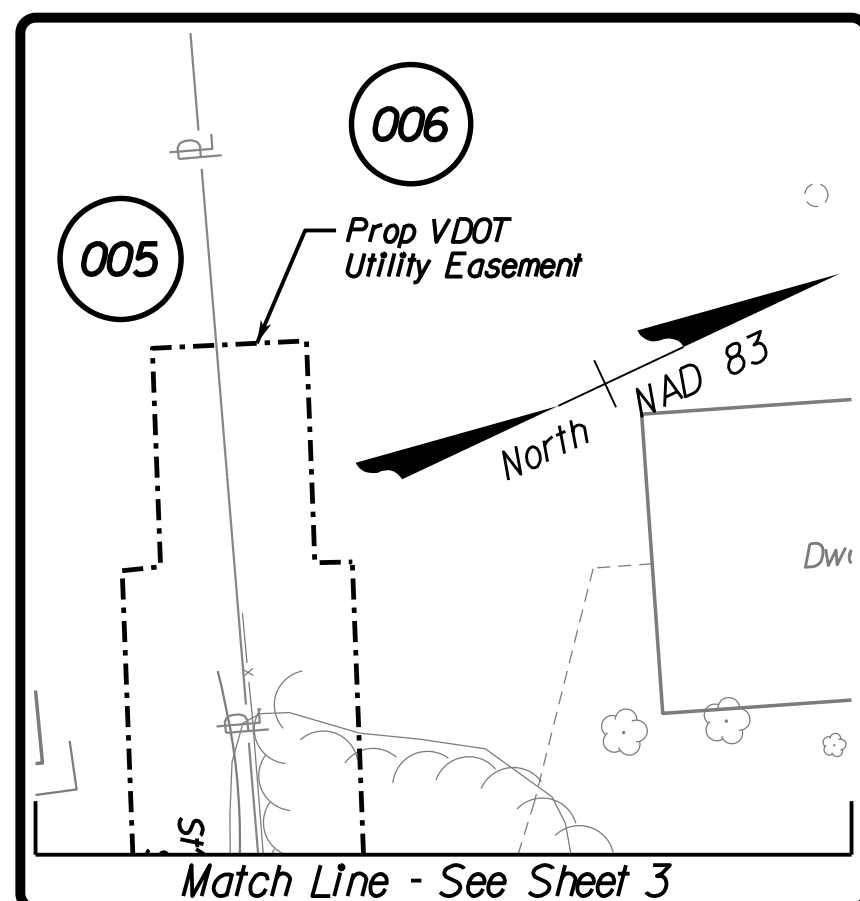 006
005
Prop VDOT
Utility Easement
North NAD 83
Match Line - See Sheet 3